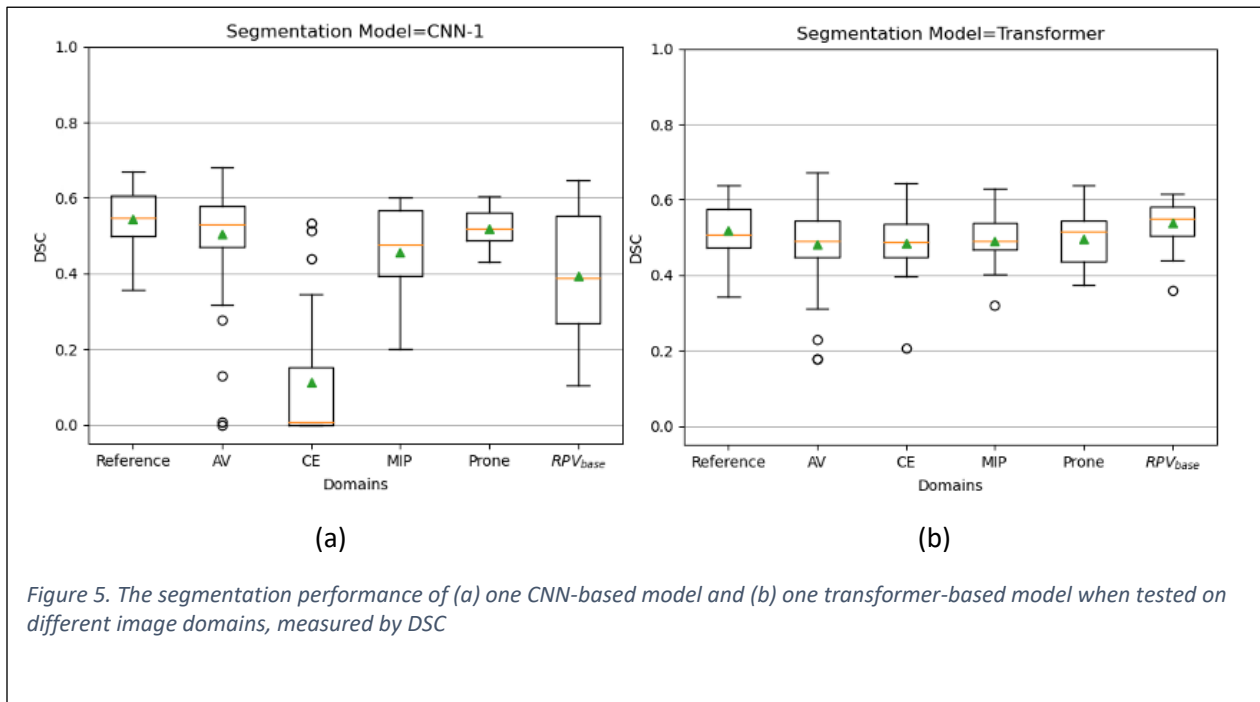 Segmentation Model=CNN-1
1.0
0.8
0.6
0.4
0.2
0.0
DSC
Reference AV CE MIP Prone RPVbase
Domains
(a)
Segmentation Model=Transformer
1.0
0.8
0.6
0.4
0.2
0.0
DSC
Reference AV CE MIP Prone RPVbase
Domains
(b)
Figure 5. The segmentation performance of (a) one CNN-based model and (b) one transformer-based model when tested on
different image domains, measured by DSC